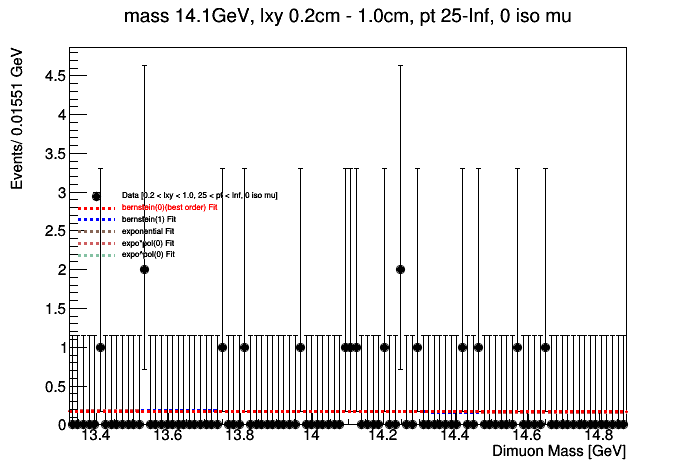 mass 14.1GeV, lxy 0.2cm - 1.0cm, pt 25-Inf, 0 iso mu
Events/ 0.01551 GeV
4.5
4
3.5
3
2.5
2
1.5
1
0.5
0
Data [0.2 < lxy < 1.0, 25 < pt < Inf, 0 iso mu]
bernstein(0)(best order) Fit
bernstein(1) Fit
exponential Fit
expo*pol(0) Fit
expo*pol(0) Fit
13.4 13.6 13.8 14 14.2 14.4 14.6 14.8
Dimuon Mass [GeV]